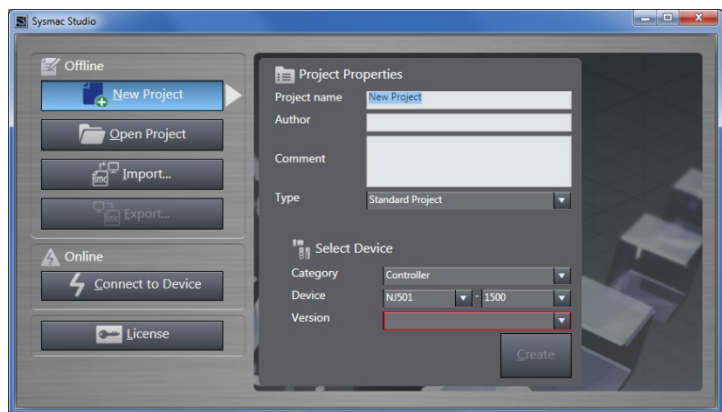 Sysmac Studio
Offline
New Project
Open Project
Import...
Export...
Online
Connect to Device
License
Project Properties
Project name New Project
Author
Comment
Type Standard Project
Select Device
Category Controller
Device NJ501 - 1500
Version
Create